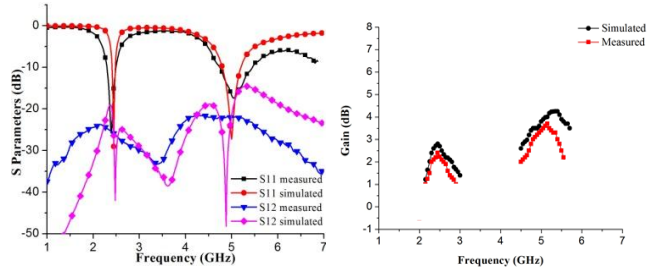 0
-10
-20
-30
-40
-50
S Parameters (dB)
1 2 3 4 5 6 7
Frequency (GHz)
S11 measured
S11 simulated
S12 measured
S12 simulated
8
7
6
5
4
3
2
1
-1
Gain (dB)
0 1 2 3 4 5 6 7
Frequency (GHz)
Simulated
Measured